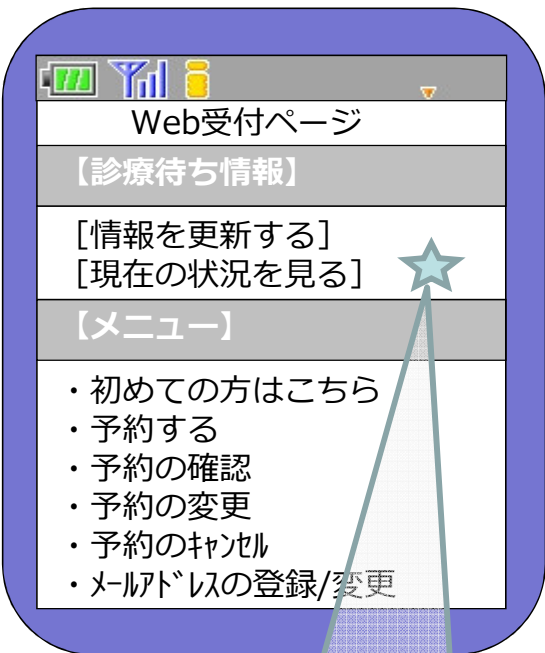 Web受付ページ
【診療待ち情報】
[情報を更新する]
[現在の状況を見る]
【メニュー】
・初めての方はこちら
・予約する
・予約の確認
・予約の変更
・予約のｷｬﾝｾﾙ
・ﾒｰﾙｱﾄﾞﾚｽの登録/変更